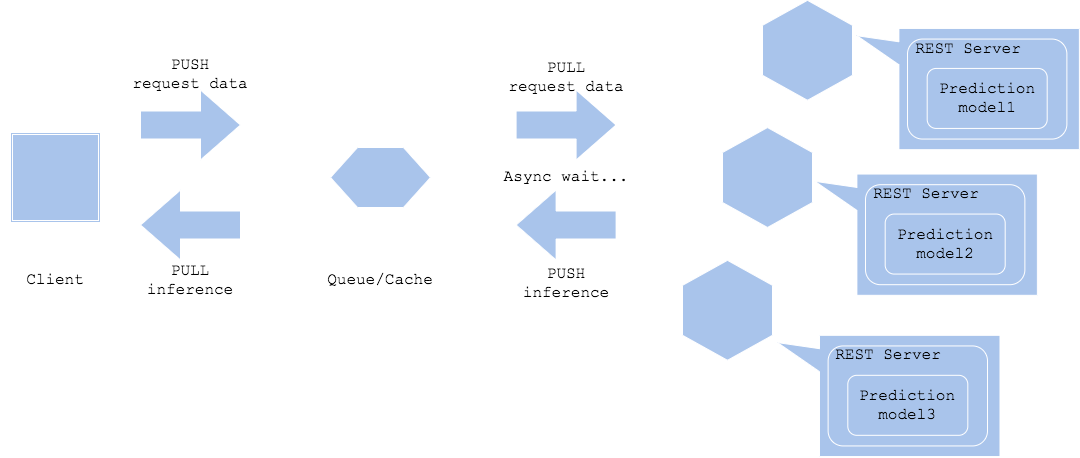 PUSH
request data
PULL
inference
Client
Queue/Cache
PULL
request data
Async wait...
PUSH
inference
REST Server
Prediction
model1
REST Server
Prediction
model2
REST Server
Prediction
model3